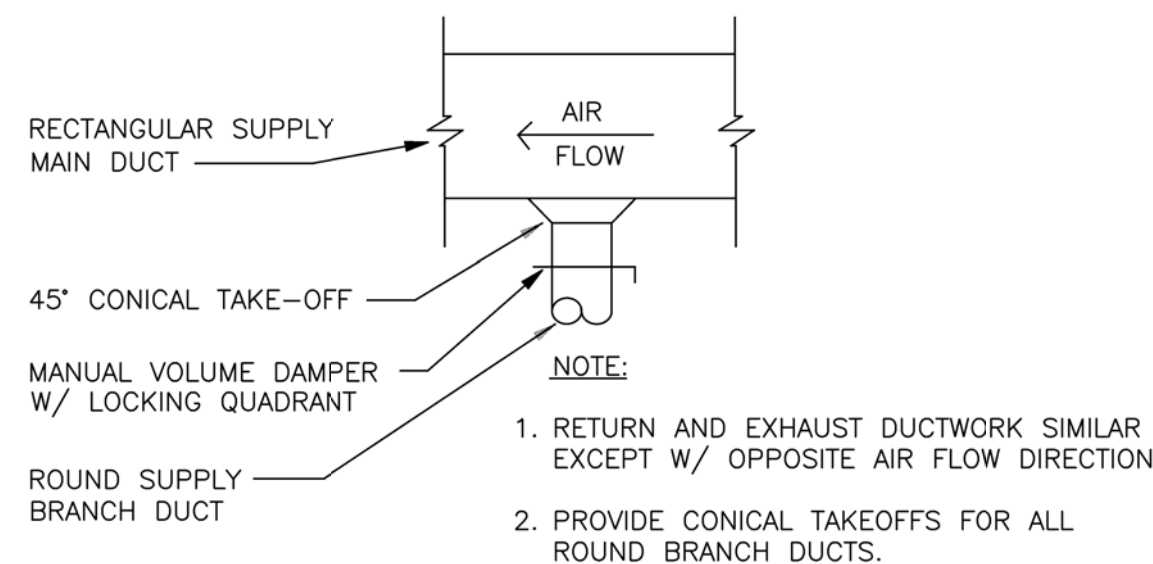 AIR
FLOW
RECTANGULAR SUPPLY
MAIN DUCT
45° CONICAL TAKE-OFF
MANUAL VOLUME DAMPER
W/ LOCKING QUADRANT
ROUND SUPPLY
BRANCH DUCT
NOTE:
1. RETURN AND EXHAUST DUCTWORK SIMILAR
EXCEPT W/ OPPOSITE AIR FLOW DIRECTION
2. PROVIDE CONICAL TAKEOFFS FOR ALL
ROUND BRANCH DUCTS.